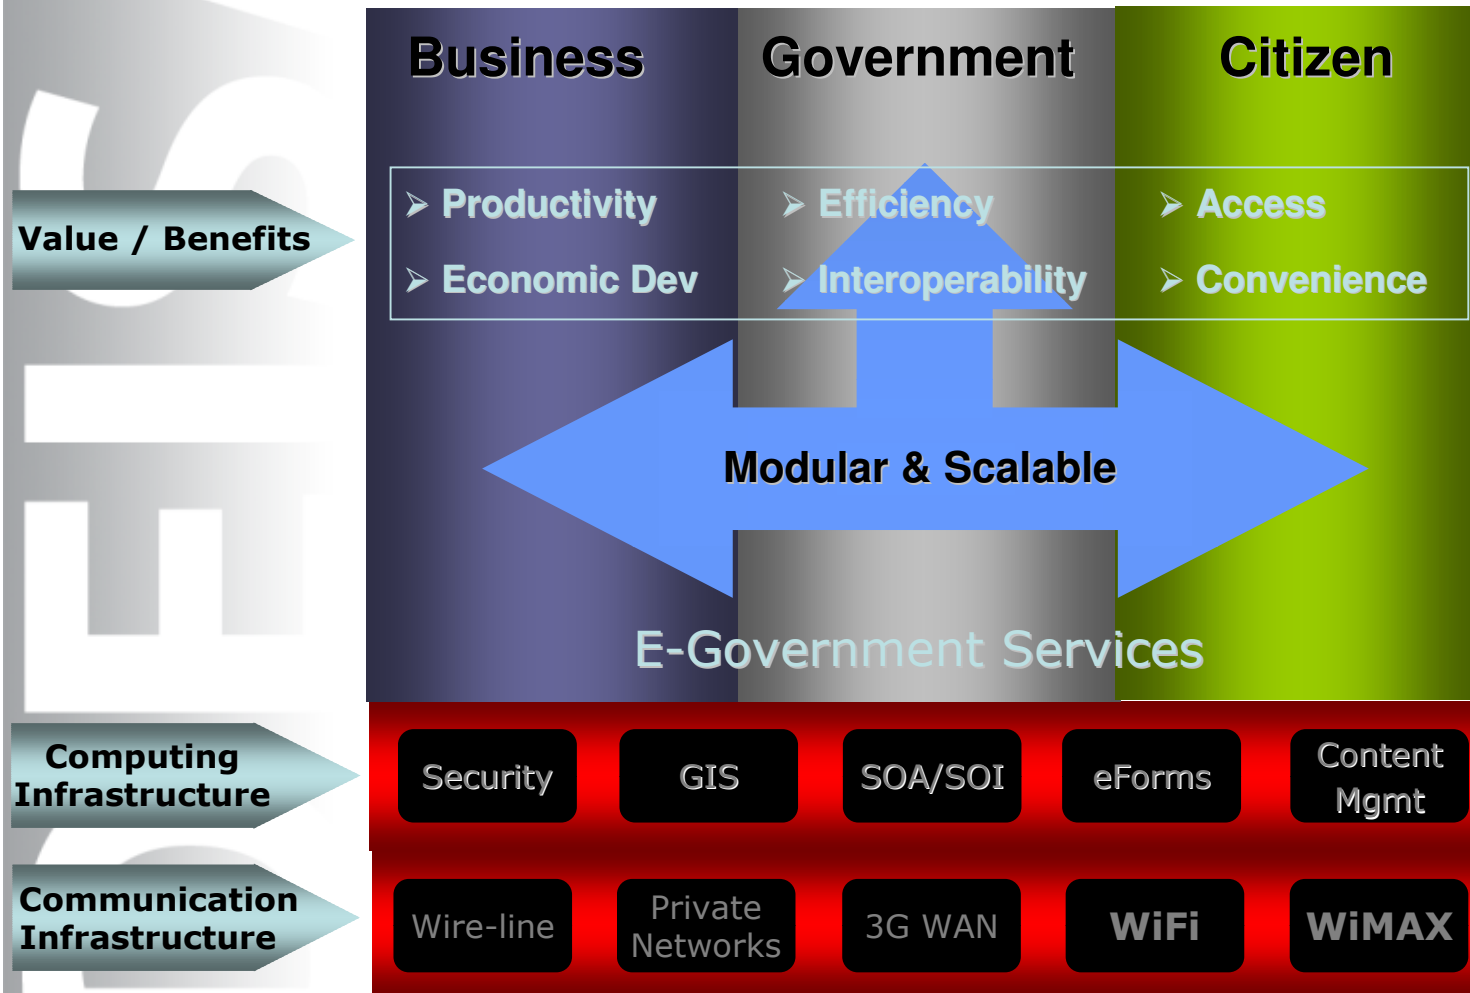 Business
Government
Citizen
Value / Benefits
Productivity
Efficiency
Access
Economic Dev
Interoperability
Convenience
Modular & Scalable
E-Government Services
Computing
Infrastructure
Security
GIS
SOA/SOI
eForms
Content
Mgmt
Communication
Infrastructure
Wire-line
Private
Networks
3G WAN
WiFi
WiMAX